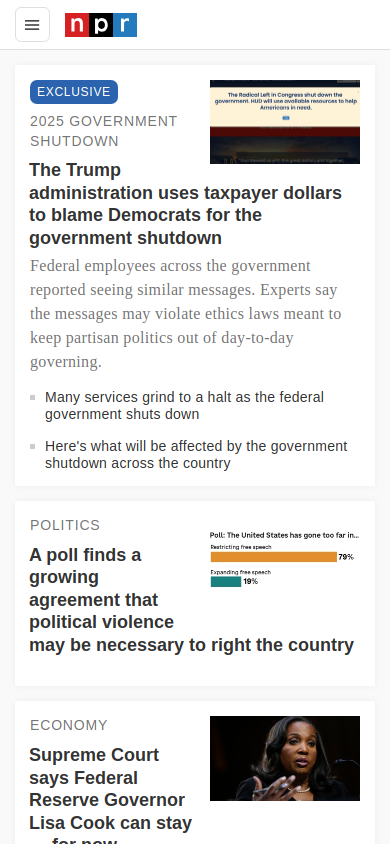 npr
EXCLUSIVE
2025 GOVERNMENT
SHUTDOWN
The Radical Left in Congress shut down the
government. HUD will use available resources to help
Americans in need.
The Trump
administration uses taxpayer dollars
to blame Democrats for the
government shutdown
Federal employees across the government
reported seeing similar messages. Experts say
the messages may violate ethics laws meant to
keep partisan politics out of day-to-day
governing.
Many services grind to a halt as the federal
government shuts down
Here's what will be affected by the government
shutdown across the country
POLITICS
A poll finds a
growing
agreement that
political violence
may be necessary to right the country
Poll: The United States has gone too far in...
Restricting free speech
79%
Expanding free speech
19%
ECONOMY
Supreme Court
says Federal
Reserve Governor
Lisa Cook can stay
— for now